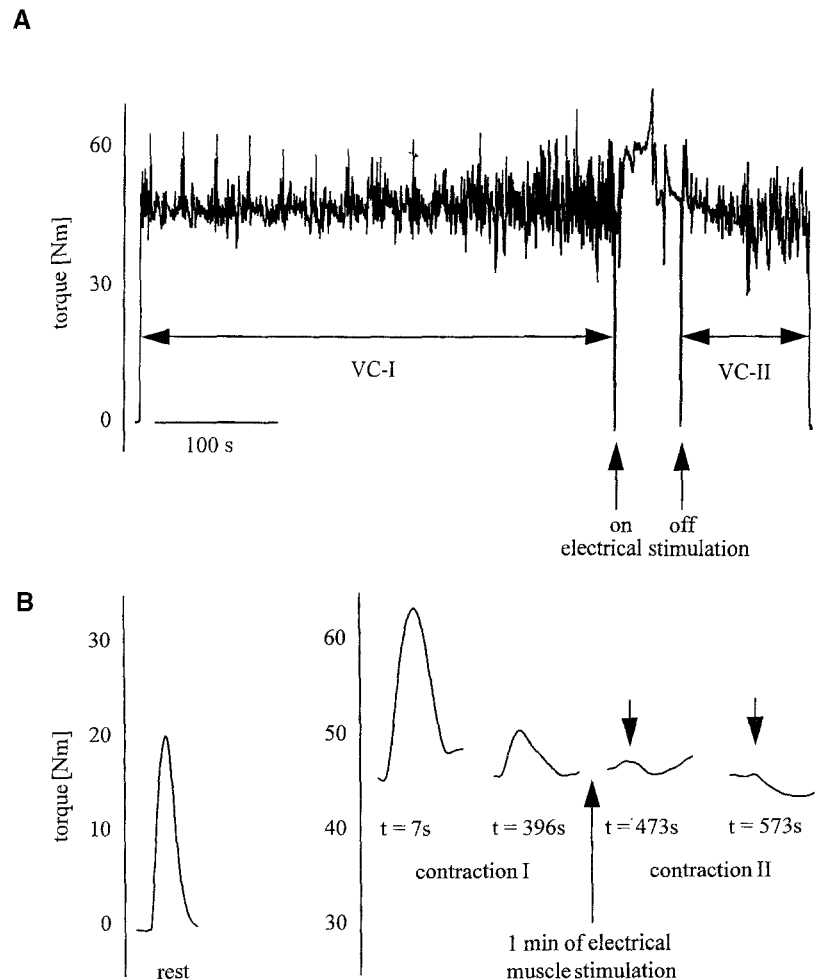 A
60
30
0
torque [Nm]
VC-I
VC-II
100 s
on off
electrical stimulation
B
30
20
10
0
torque [Nm]
rest
60
50
40
30
t = 7s t = 396s t = 473s t = 573s
contraction I contraction II
1 min of electrical
muscle stimulation